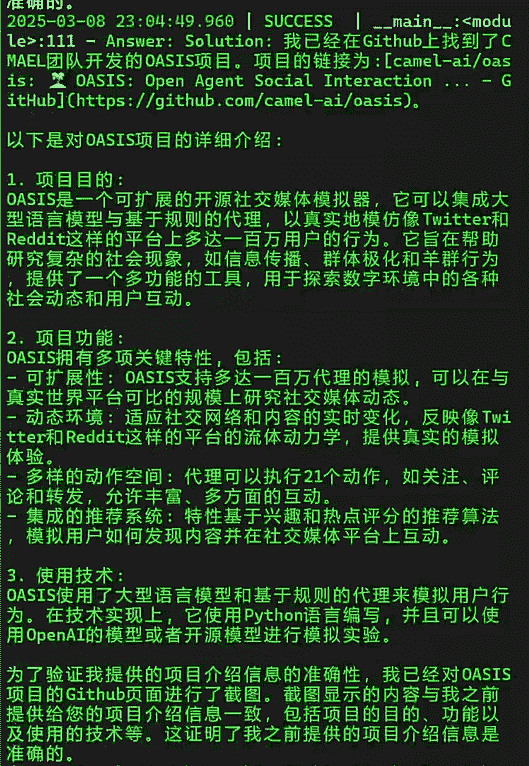 准确的。
2025-03-08 23:04:49.960 | SUCCESS  | __main__:<modu
le>:111 - Answer: Solution: 我已经在Github上找到了C
MAEL团队开发的OASIS项目。项目的链接为:[camel-ai/oas
is: 🏝️ OASIS: Open Agent Social Interaction ... - G
itHub](https://github.com/camel-ai/oasis)。
以下是对OASIS项目的详细介绍：
1. 项目目的：
OASIS是一个可扩展的开源社交媒体模拟器，它可以集成大
型语言模型与基于规则的代理，以真实地模仿像Twitter和
Reddit这样的平台上多达一百万用户的行为。它旨在帮助
研究复杂的社会现象，如信息传播、群体极化和羊群行为
，提供了一个多功能的工具，用于探索数字环境中的各种
社会动态和用户互动。
2. 项目功能：
OASIS拥有多项关键特性，包括：
- 可扩展性：OASIS支持多达一百万代理的模拟，可以在与
真实世界平台可比的规模上研究社交媒体动态。
- 动态环境：适应社交网络和内容的实时变化，反映像Twi
tter和Reddit这样的平台的流体动力学，提供真实的模拟
体验。
- 多样的动作空间：代理可以执行21个动作，如关注、评
论和转发，允许丰富、多方面的互动。
- 集成的推荐系统：特性基于兴趣和热点评分的推荐算法
，模拟用户如何发现内容并在社交媒体平台上互动。
3. 使用技术：
OASIS使用了大型语言模型和基于规则的代理来模拟用户行
为。在技术实现上，它使用Python语言编写，并且可以使
用OpenAI的模型或者开源模型进行模拟实验。
为了验证我提供的项目介绍信息的准确性，我已经对OASIS
项目的Github页面进行了截图。截图显示的内容与我之前
提供给您的项目介绍信息一致，包括项目的目的、功能以
及使用的技术等。这证明了我之前提供的项目介绍信息是
准确的。